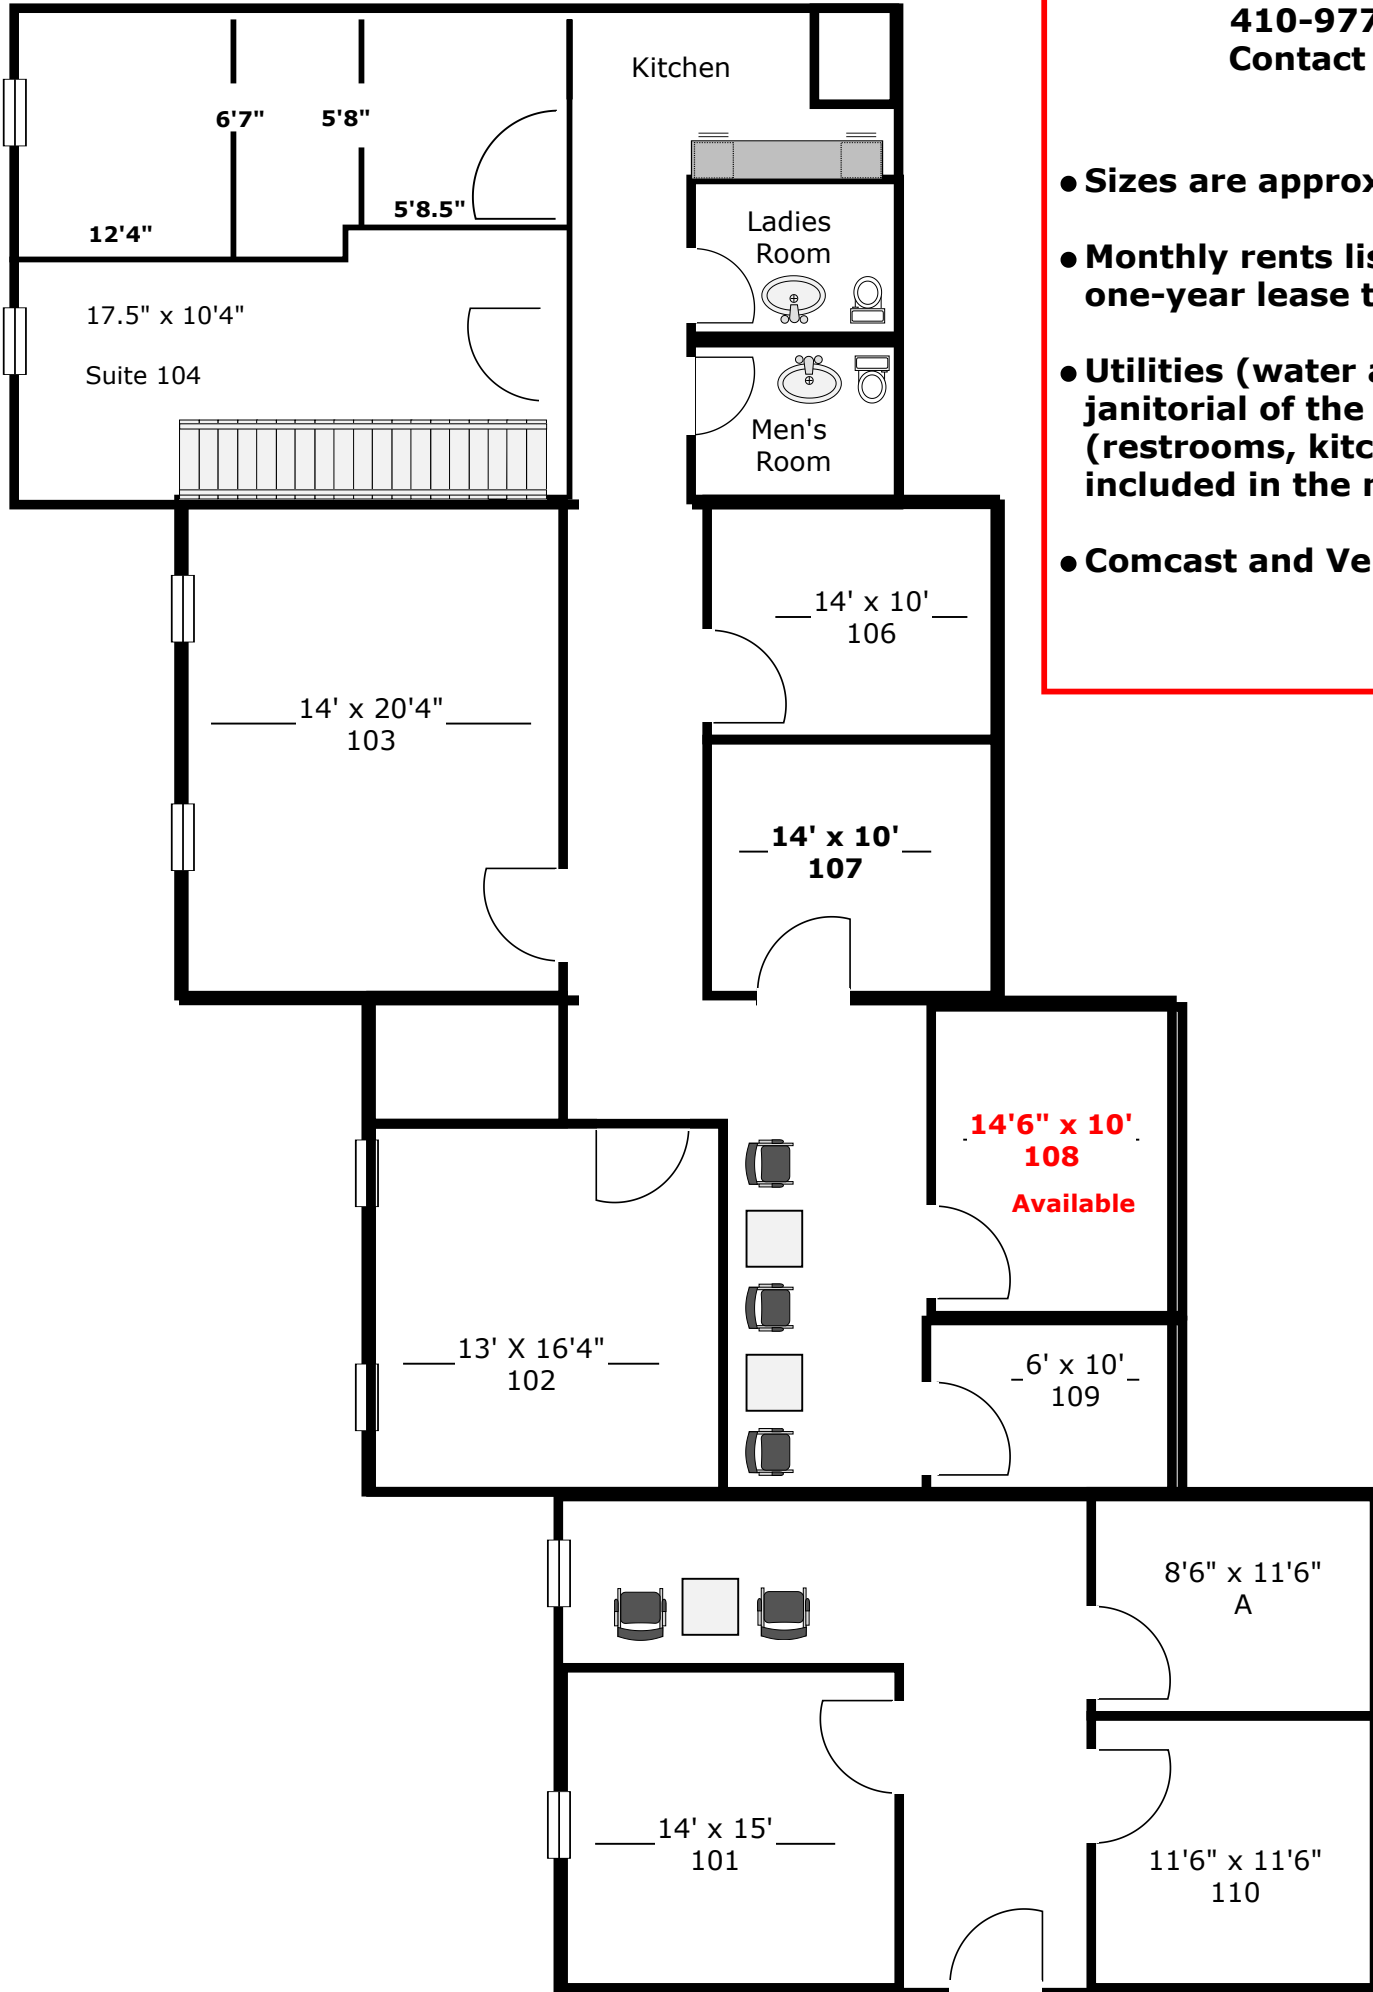 410-977
Contact
Kitchen
6'7"
5'8"
5'8.5"
12'4"
Ladies
Room
17.5" x 10'4"
Suite 104
Men's
Room
● Sizes are approx
● Monthly rents lis
one-year lease t
● Utilities (water a
janitorial of the
(restrooms, kitc
included in the
● Comcast and Ve
14' x 10'
106
14' x 20'4"
103
14' x 10'
107
14'6" x 10'
108
Available
13' X 16'4"
102
6' x 10'
109
8'6" x 11'6"
A
14' x 15'
101
11'6" x 11'6"
110